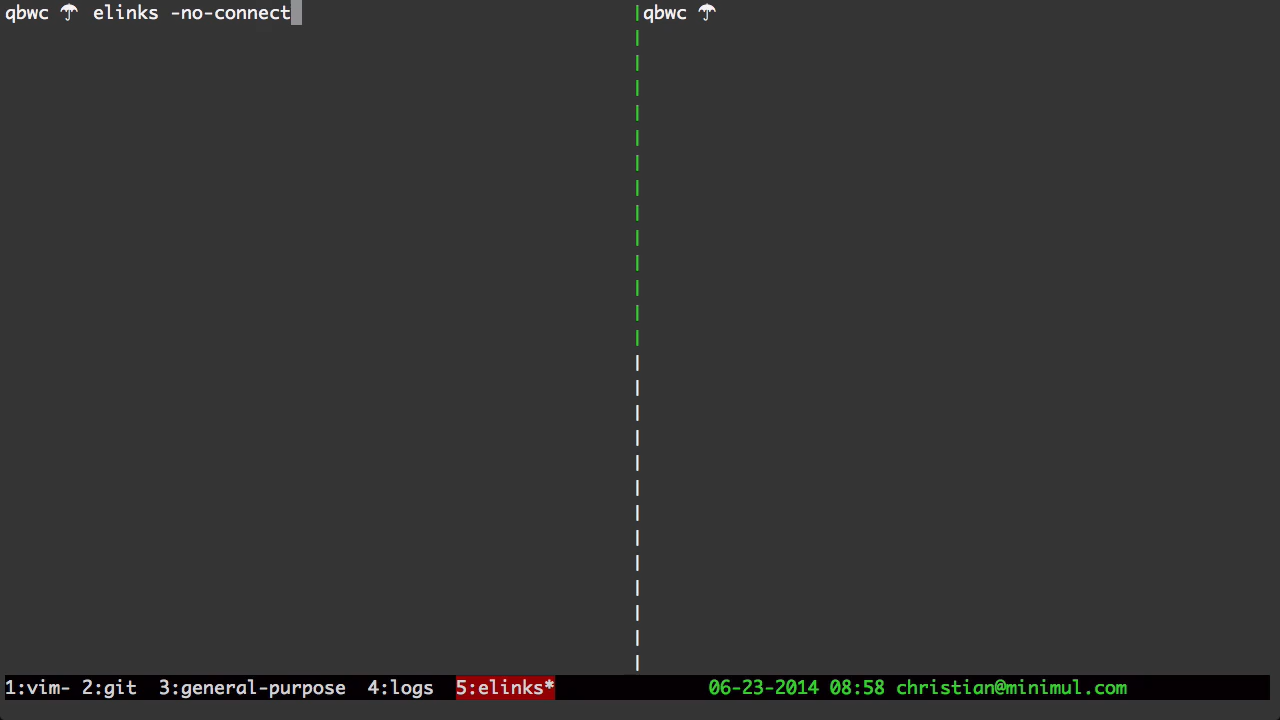 qbwc ☂ elinks -no-connect
qbwc ☂
1:vim- 2:git 3:general-purpose 4:logs 5:elinks* 06-23-2014 08:58 christian@minimul.com